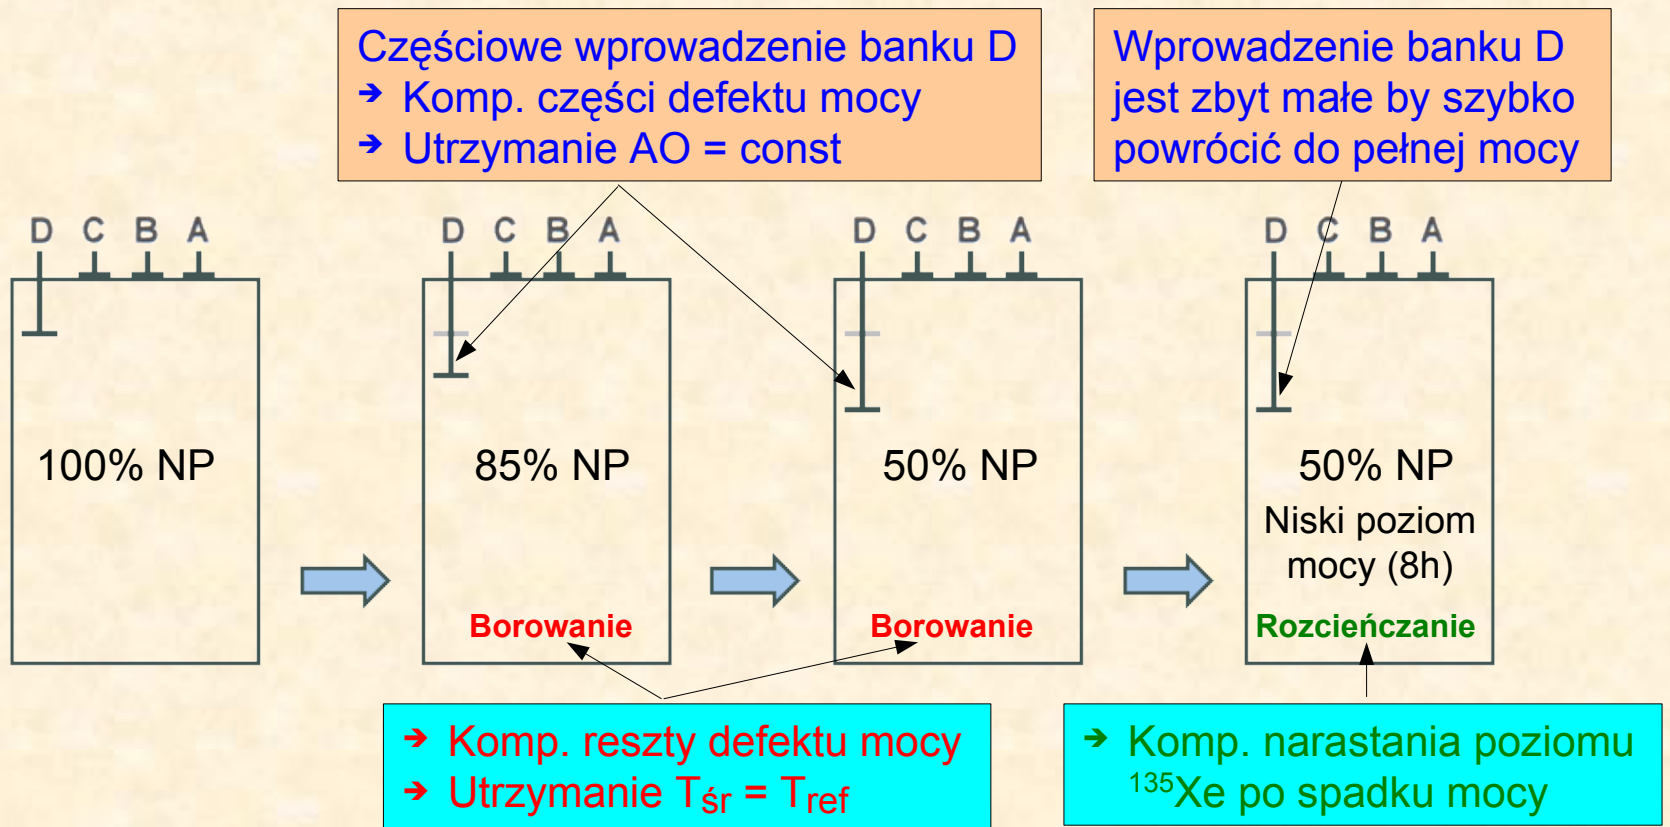 Częściowe wprowadzenie banku D
➔ Komp. części defektu mocy
➔ Utrzymanie AO = const
Wprowadzenie banku D
jest zbyt małe by szybko
powrócić do pełnej mocy
D C B A
100% NP
D C B A
85% NP
Borowanie
D C B A
50% NP
Borowanie
D C B A
50% NP
Niski poziom
mocy (8h)
Rozcieńczanie
➔ Komp. reszty defektu mocy
➔ Utrzymanie Tśr = Tref
➔ Komp. narastania poziomu
¹³⁵Xe po spadku mocy